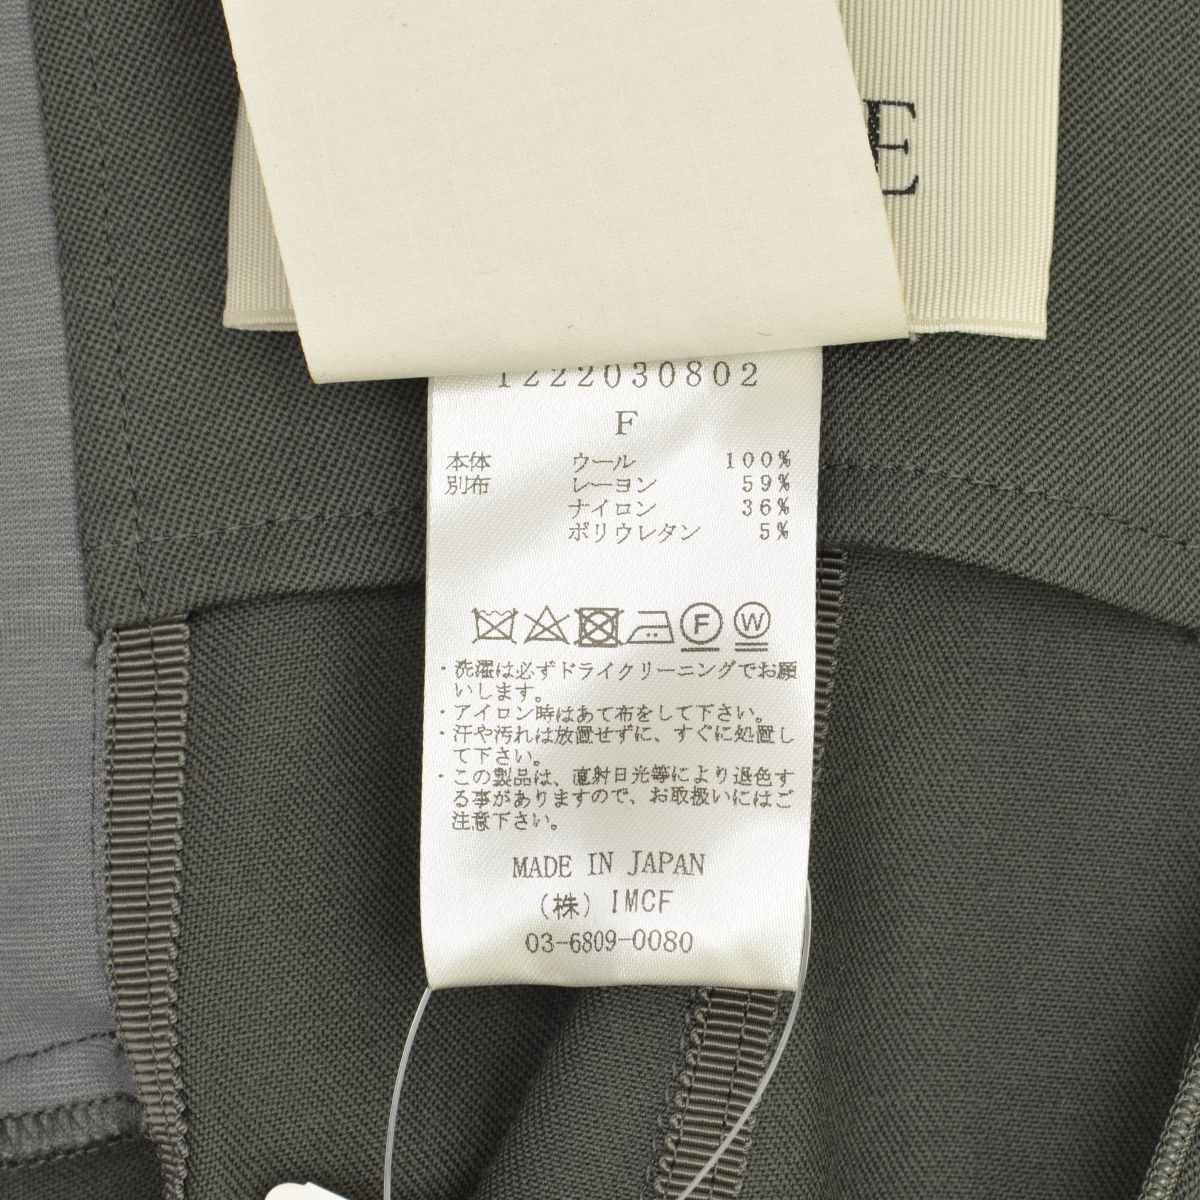 E
1222030802
F
本体 ウール 100%
別布 レーヨン 59%
ナイロン 36%
ポリウレタン 5%
F W
・洗濯は必ずドライクリーニングでお願
いします。
・アイロン時はあて布をして下さい。
・汗や汚れは放置せずに、すぐに処置し
て下さい。
・この製品は、直射日光等により退色す
る事がありますので、お取扱いにはご
注意下さい。
MADE IN JAPAN
(株) IMCF
03-6809-0080